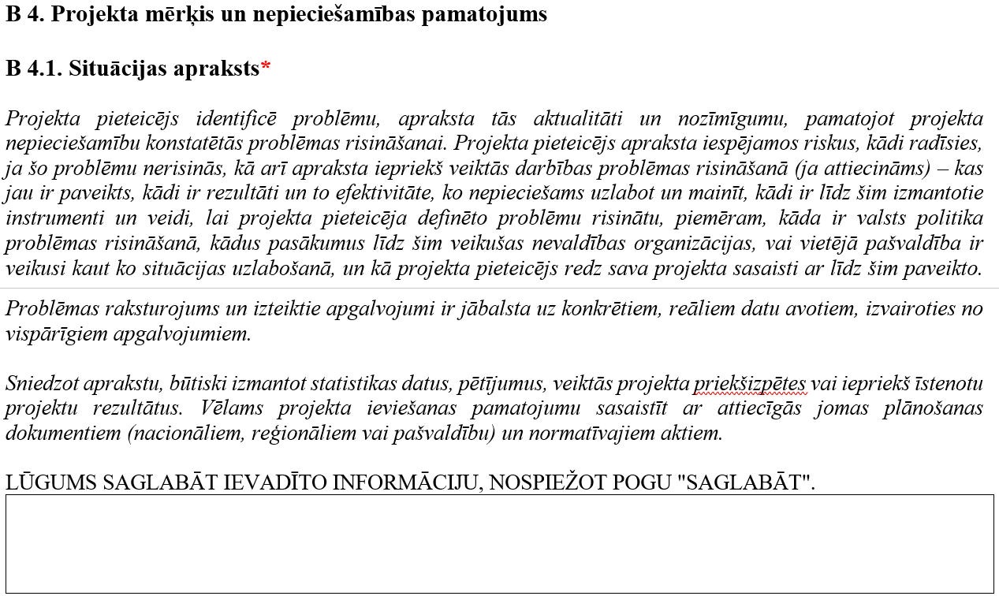 B 4. Projekta mērķis un nepieciešamības pamatojums
B 4.1. Situācijas apraksts*
Projekta pieteicējs identificē problēmu, apraksta tās aktualitāti un nozīmīgumu, pamatojot projekta
nepieciešamību konstatētās problēmas risināšanai. Projekta pieteicējs apraksta iespējamos riskus, kādi radīsies,
ja šo problēmu nerisinās, kā arī apraksta iepriekš veiktās darbības problēmas risināšanā (ja attiecināms) – kas
jau ir paveikts, kādi ir rezultāti un to efektivitāte, ko nepieciešams uzlabot un mainīt, kādi ir līdz šim izmantotie
instrumenti un veidi, lai projekta pieteicēja definēto problēmu risinātu, piemēram, kāda ir valsts politika
problēmas risināšanā, kādus pasākumus līdz šim veikušas nevaldības organizācijas, vai vietējā pašvaldība ir
veikusi kaut ko situācijas uzlabošanā, un kā projekta pieteicējs redz sava projekta sasaisti ar līdz šim paveikto.
Problēmas raksturojums un izteiktie apgalvojumi ir jābalsta uz konkrētiem, reāliem datu avotiem, izvairoties no
vispārīgiem apgalvojumiem.
Sniedzot aprakstu, būtiski izmantot statistikas datus, pētījumus, veiktās projekta priekšizpētes vai iepriekš īstenotu
projektu rezultātus. Vēlams projekta ieviešanas pamatojumu sasaistīt ar attiecīgās jomas plānošanas
dokumentiem (nacionāliem, reģionāliem vai pašvaldību) un normatīvajiem aktiem.
LŪGUMS SAGLABĀT IEVADĪTO INFORMĀCIJU, NOSPIEŽOT POGU "SAGLABĀT".